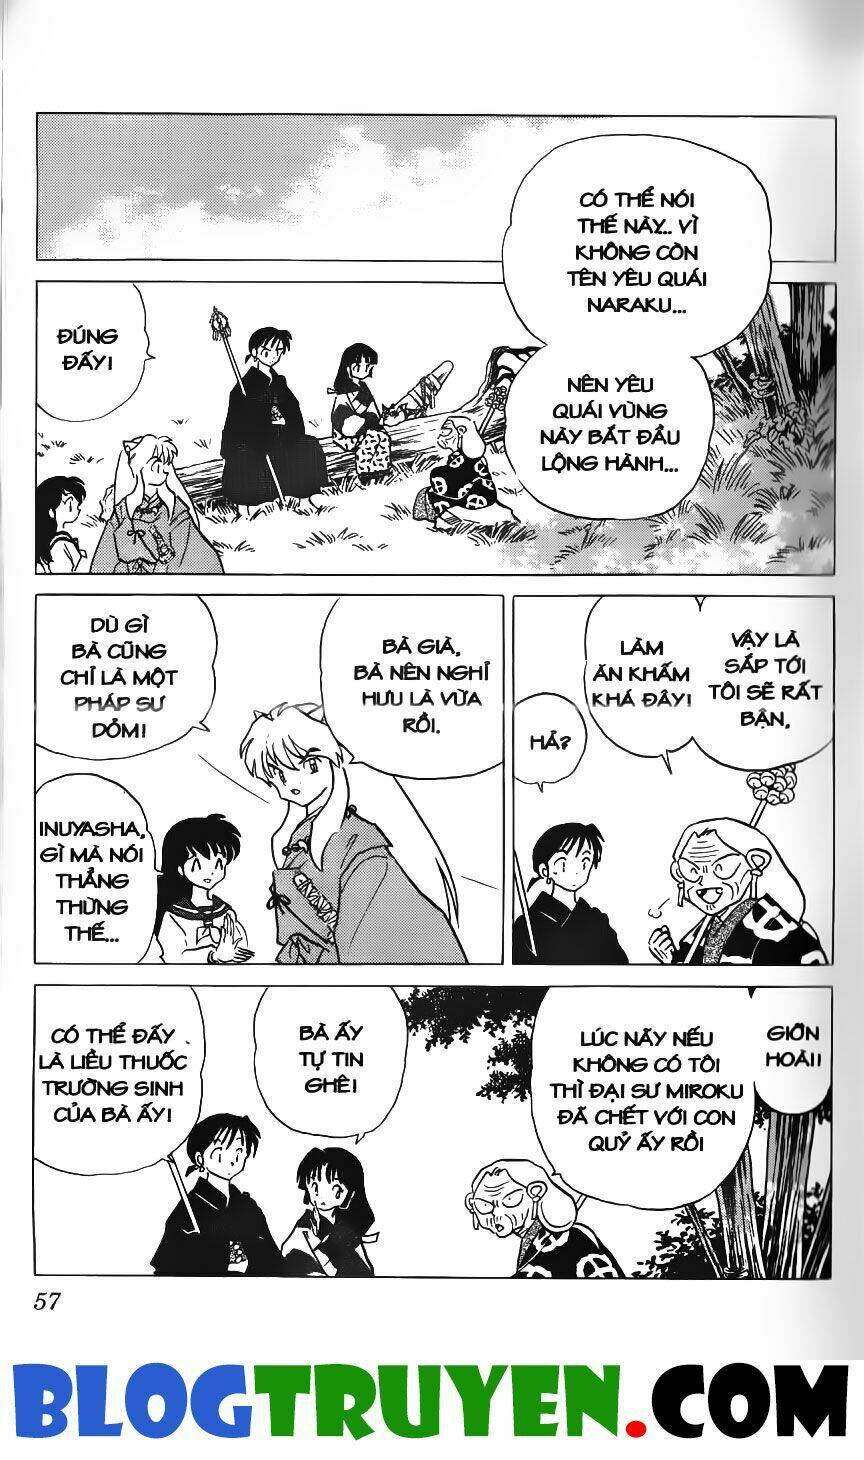 CÓ THỂ NÓI
THẾ NÀY... VÌ
KHÔNG CÒN
TÊN YÊU QUÁI
NARAKU...
NÊN YÊU
QUÁI VÙNG
NÀY BẮT ĐẦU
LỘNG HÀNH...
ĐÚNG
ĐẤY!
VẬY LÀ
SẮP TỚI
TÔI SẼ RẤT
BẬN,
LÀM
ĂN KHẤM
KHÁ ĐÂY!
HẢ?
BÀ GIÀ,
BÀ NÊN NGHỈ
HƯU LÀ VỪA
RỒI.
DÙ GÌ
BÀ CŨNG
CHỈ LÀ MỘT
PHÁP SƯ
DỎM!
INUYASHA,
GÌ MÀ NÓI
THẲNG
THỪNG
THẾ...
GIỠN
HOÀI!
LÚC NÃY NẾU
KHÔNG CÓ TÔI
THÌ ĐẠI SƯ MIROKU
ĐÃ CHẾT VỚI CON
QUỶ ẤY RỒI
BÀ ẤY
TỰ TIN
GHÊ!
CÓ THỂ ĐẤY
LÀ LIỀU THUỐC
TRƯỜNG SINH
CỦA BÀ ẤY!
57
BLOGTRUYEN.COM